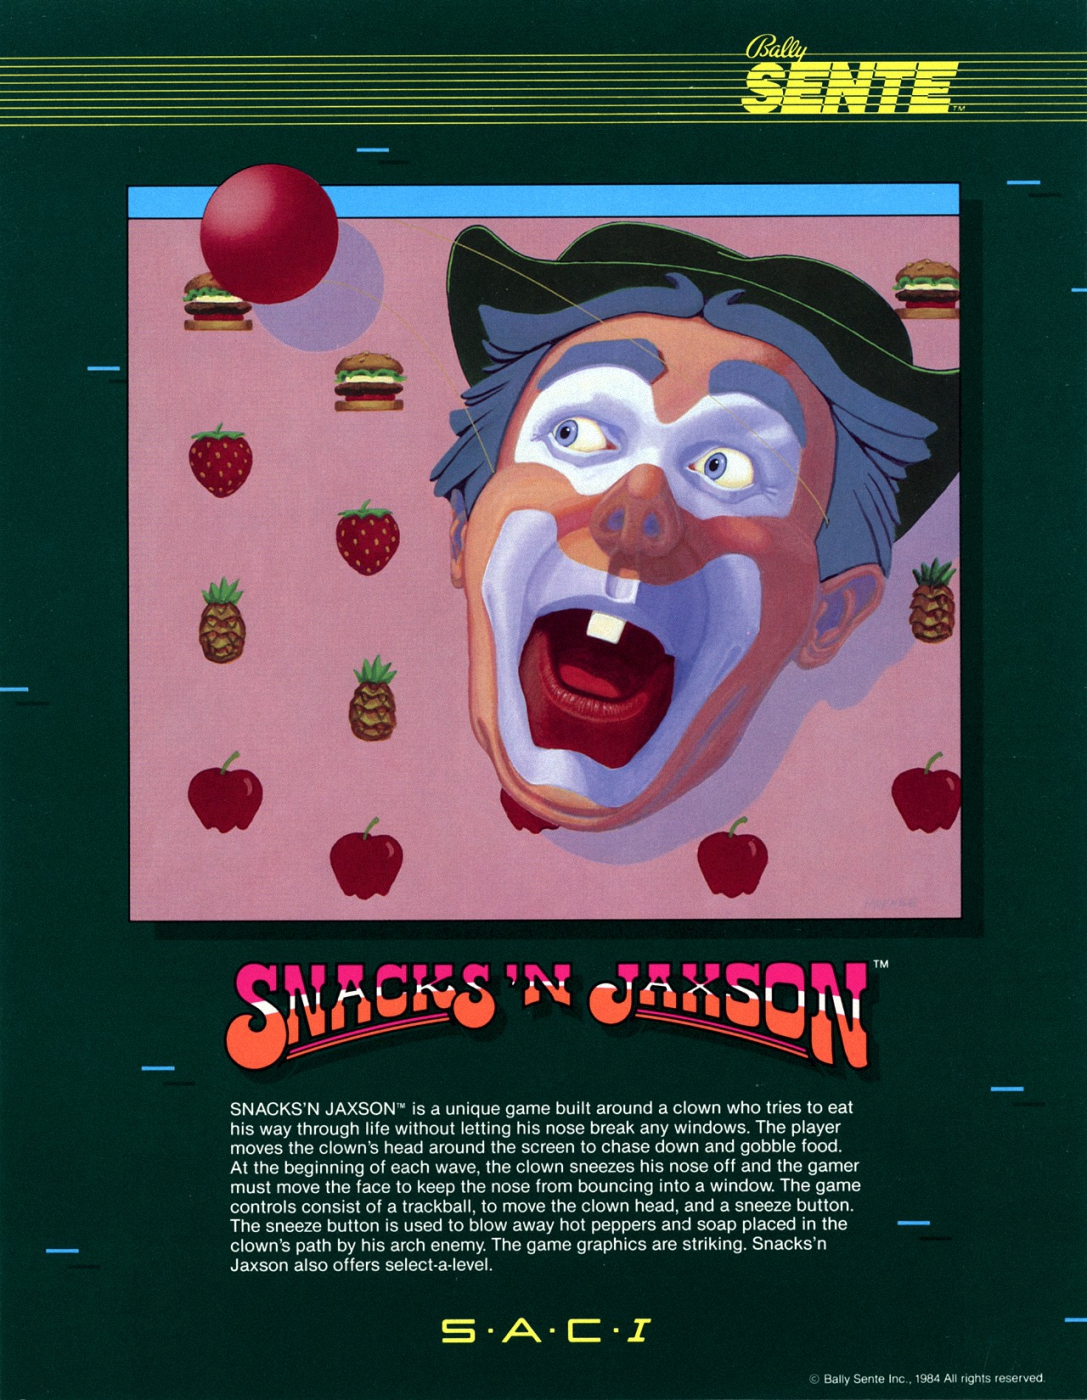 Bally
SENTE™
SNACKS 'N JAXSON™
SNACKS'N JAXSON™ is a unique game built around a clown who tries to eat
his way through life without letting his nose break any windows. The player
moves the clown's head around the screen to chase down and gobble food.
At the beginning of each wave, the clown sneezes his nose off and the gamer
must move the face to keep the nose from bouncing into a window. The game
controls consist of a trackball, to move the clown head, and a sneeze button.
The sneeze button is used to blow away hot peppers and soap placed in the
clown's path by his arch enemy. The game graphics are striking. Snacks'n
Jaxson also offers select-a-level.
S·A·C·I
© Bally Sente Inc., 1984 All rights reserved.